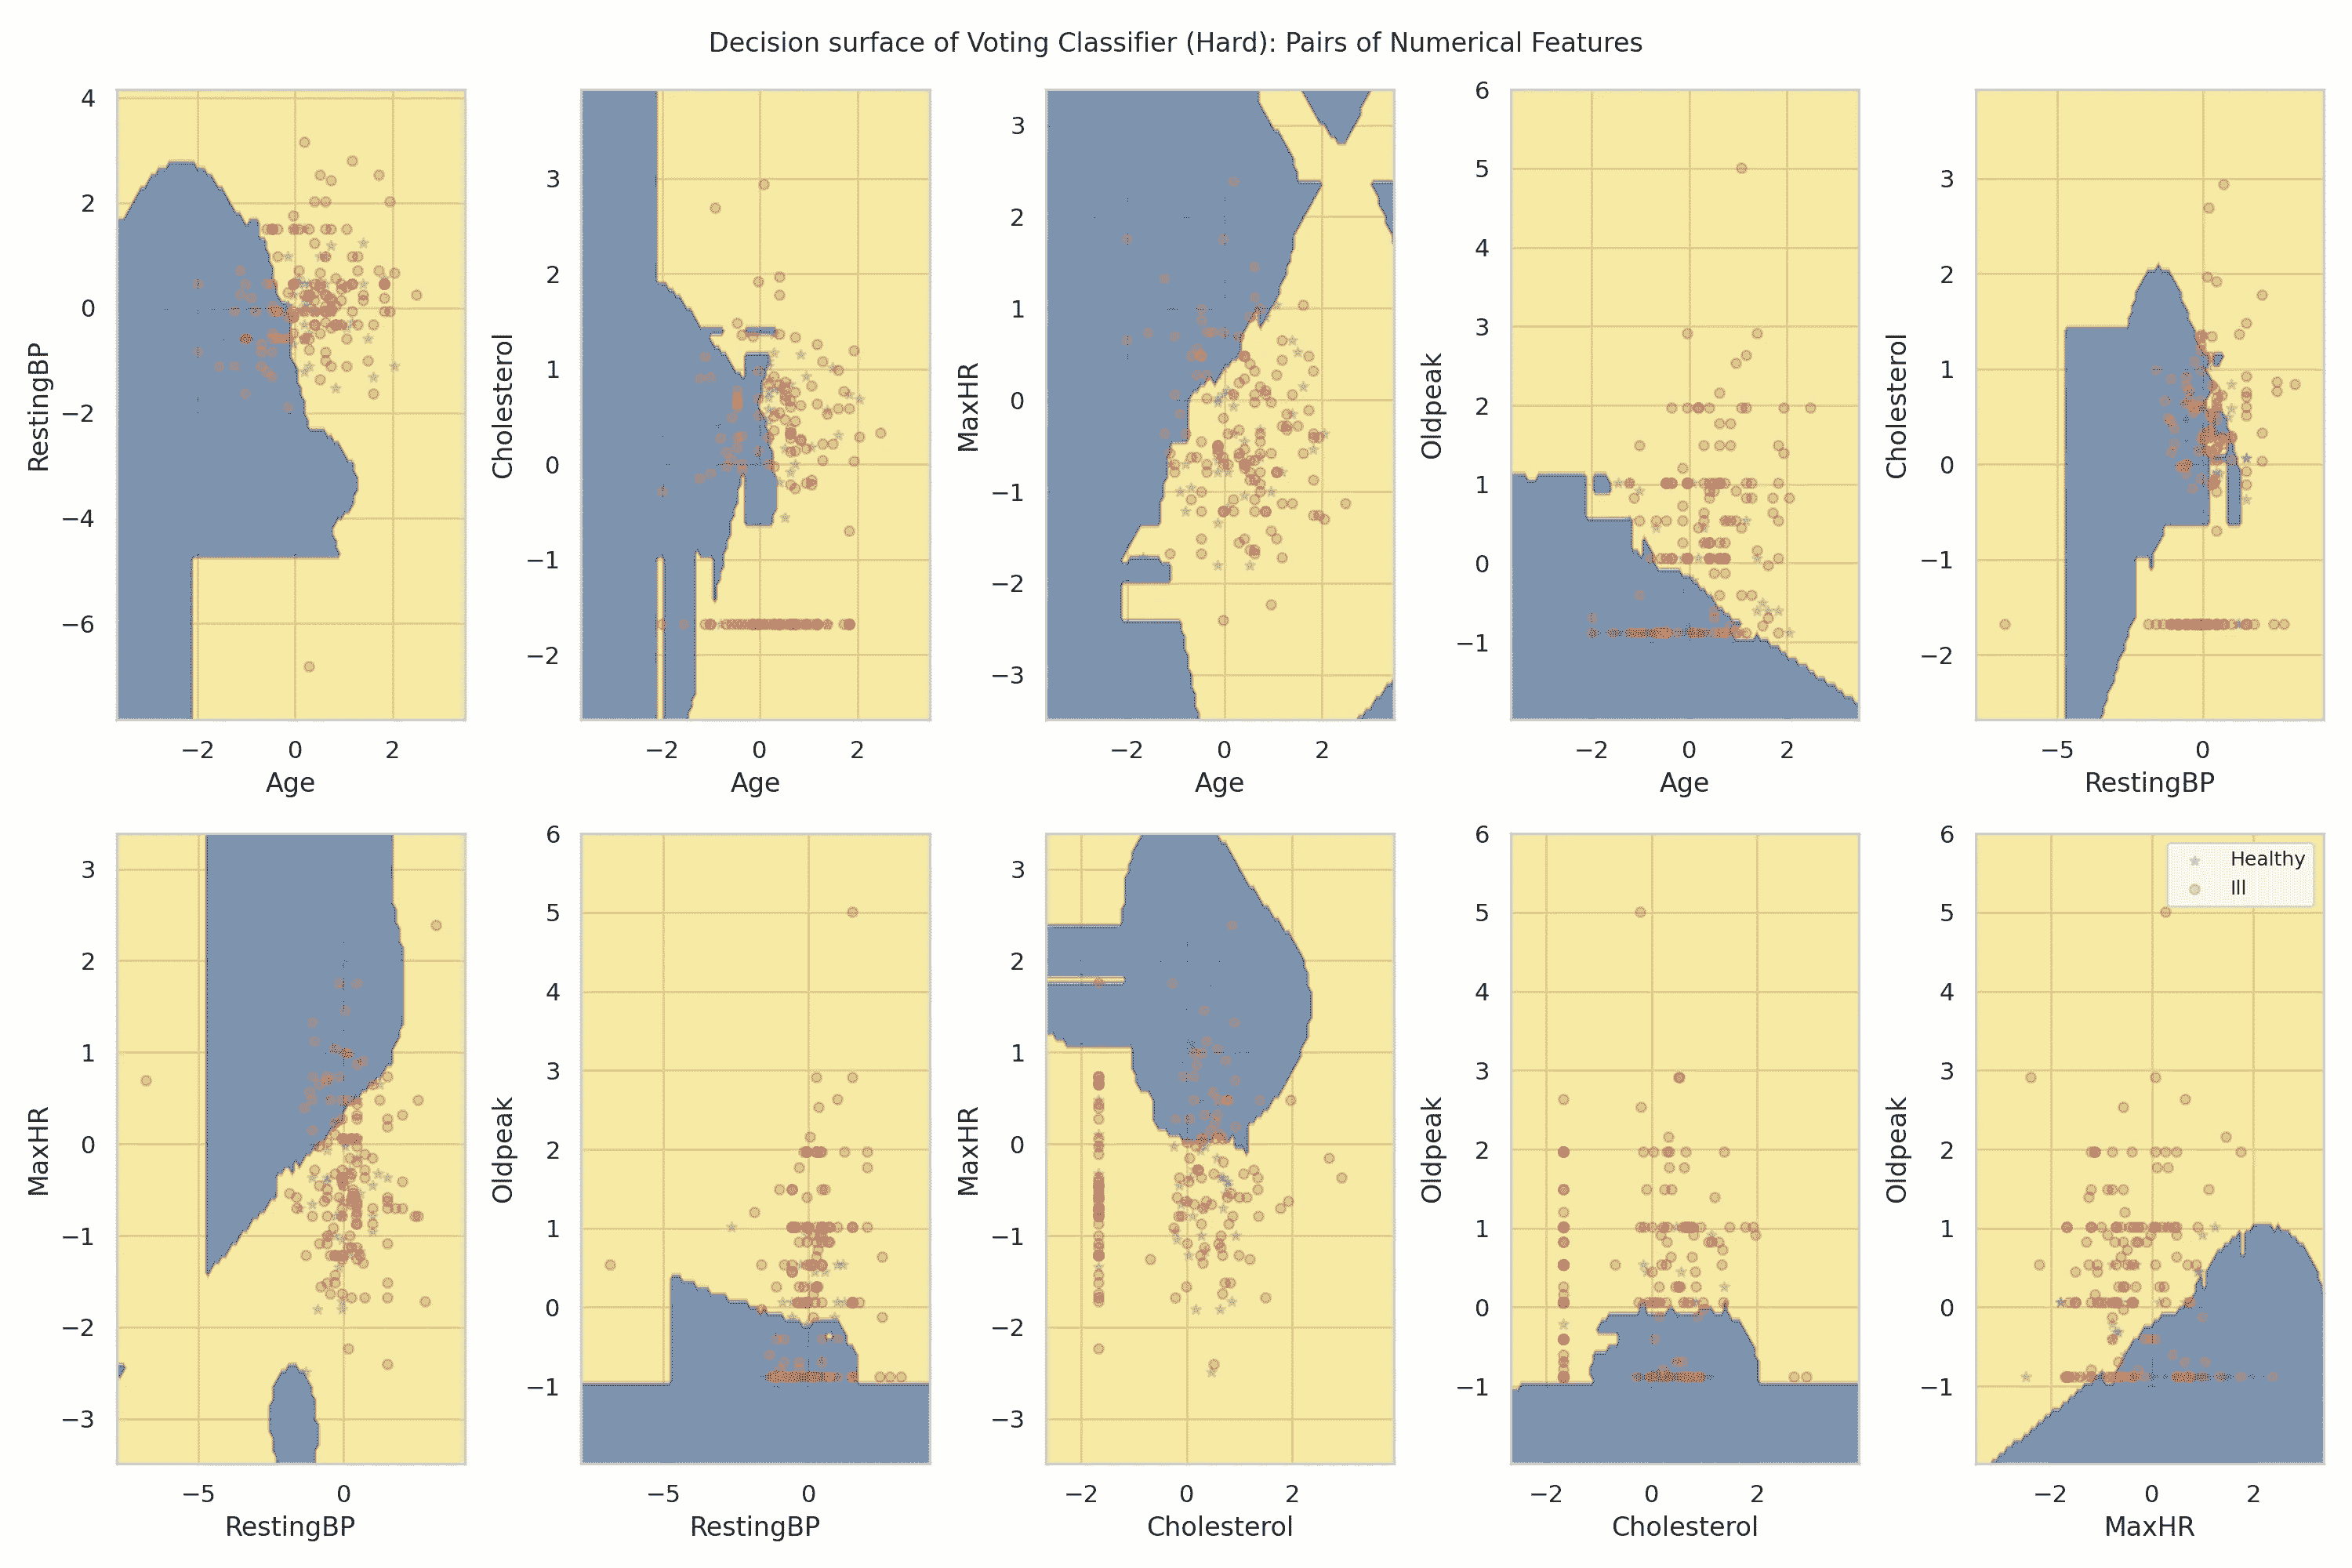 Decision surface of Voting Classifier (Hard): Pairs of Numerical Features
4
2
0
−2
−4
−6
RestingBP
−2 0 2
Age
3
2
1
0
−1
−2
Cholesterol
−2 0 2
Age
3
2
1
0
−1
−2
−3
MaxHR
−2 0 2
Age
6
5
4
3
2
1
0
−1
Oldpeak
−2 0 2
Age
3
2
1
0
−1
−2
Cholesterol
−5 0
RestingBP
3
2
1
0
−1
−2
−3
MaxHR
−5 0
RestingBP
6
5
4
3
2
1
0
−1
Oldpeak
−5 0
RestingBP
3
2
1
0
−1
−2
−3
MaxHR
−2 0 2
Cholesterol
6
5
4
3
2
1
0
−1
Oldpeak
−2 0 2
Cholesterol
6
5
4
3
2
1
0
−1
Oldpeak
Healthy
Ill
−2 0 2
MaxHR